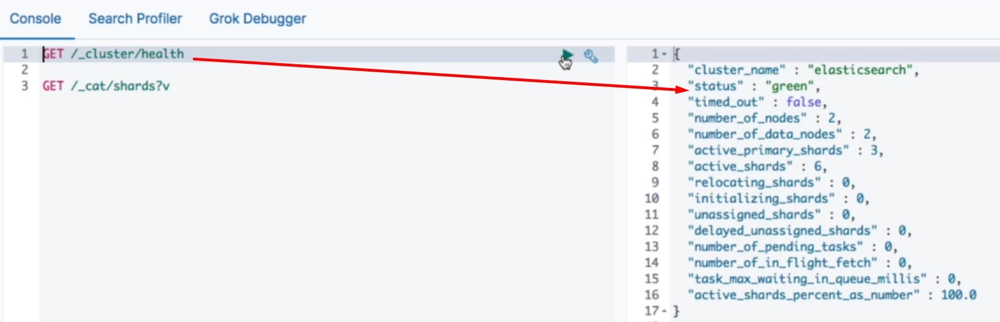 Console Search Profiler Grok Debugger
1 GET /_cluster/health
2
3 GET /_cat/shards?v
1 {
2 "cluster_name" : "elasticsearch",
3 "status" : "green",
4 "timed_out" : false,
5 "number_of_nodes" : 2,
6 "number_of_data_nodes" : 2,
7 "active_primary_shards" : 3,
8 "active_shards" : 6,
9 "relocating_shards" : 0,
10 "initializing_shards" : 0,
11 "unassigned_shards" : 0,
12 "delayed_unassigned_shards" : 0,
13 "number_of_pending_tasks" : 0,
14 "number_of_in_flight_fetch" : 0,
15 "task_max_waiting_in_queue_millis" : 0,
16 "active_shards_percent_as_number" : 100.0
17 }